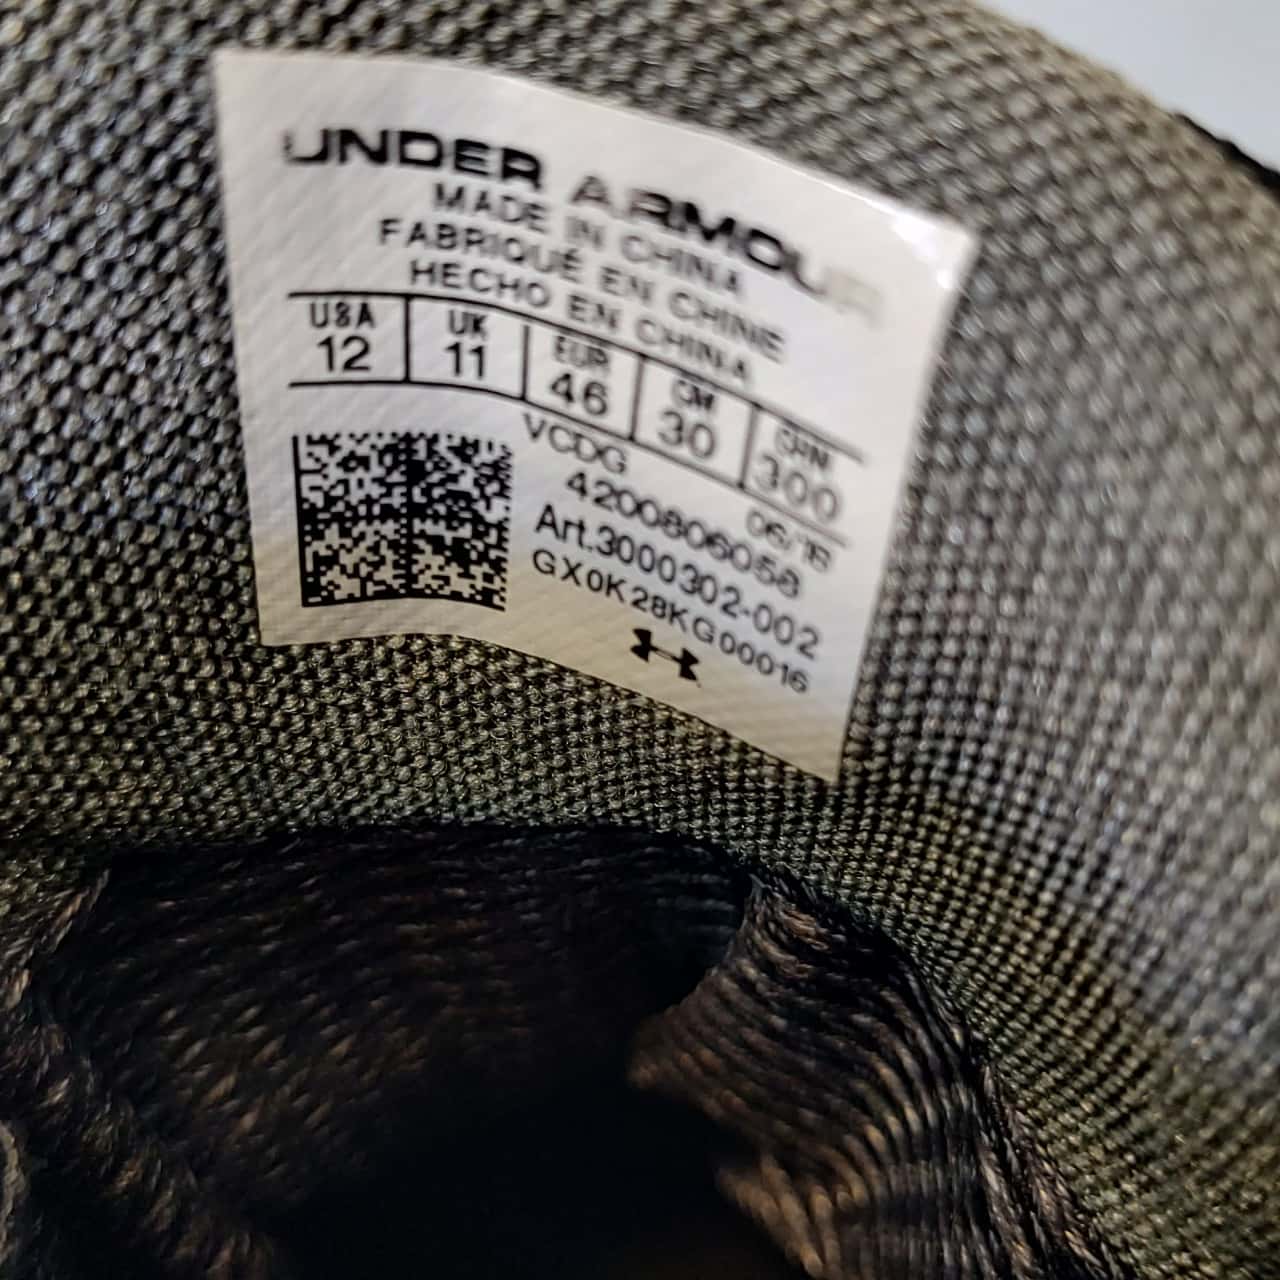 UNDER ARMOUR
MADE IN CHINA
FABRIQUÉ EN CHINE
HECHO EN CHINA
USA UK EUR CM CHN
12 11 46 30 300
VCDG 06/18
4200806058
Art.3000302-002
GX0K28KG00016